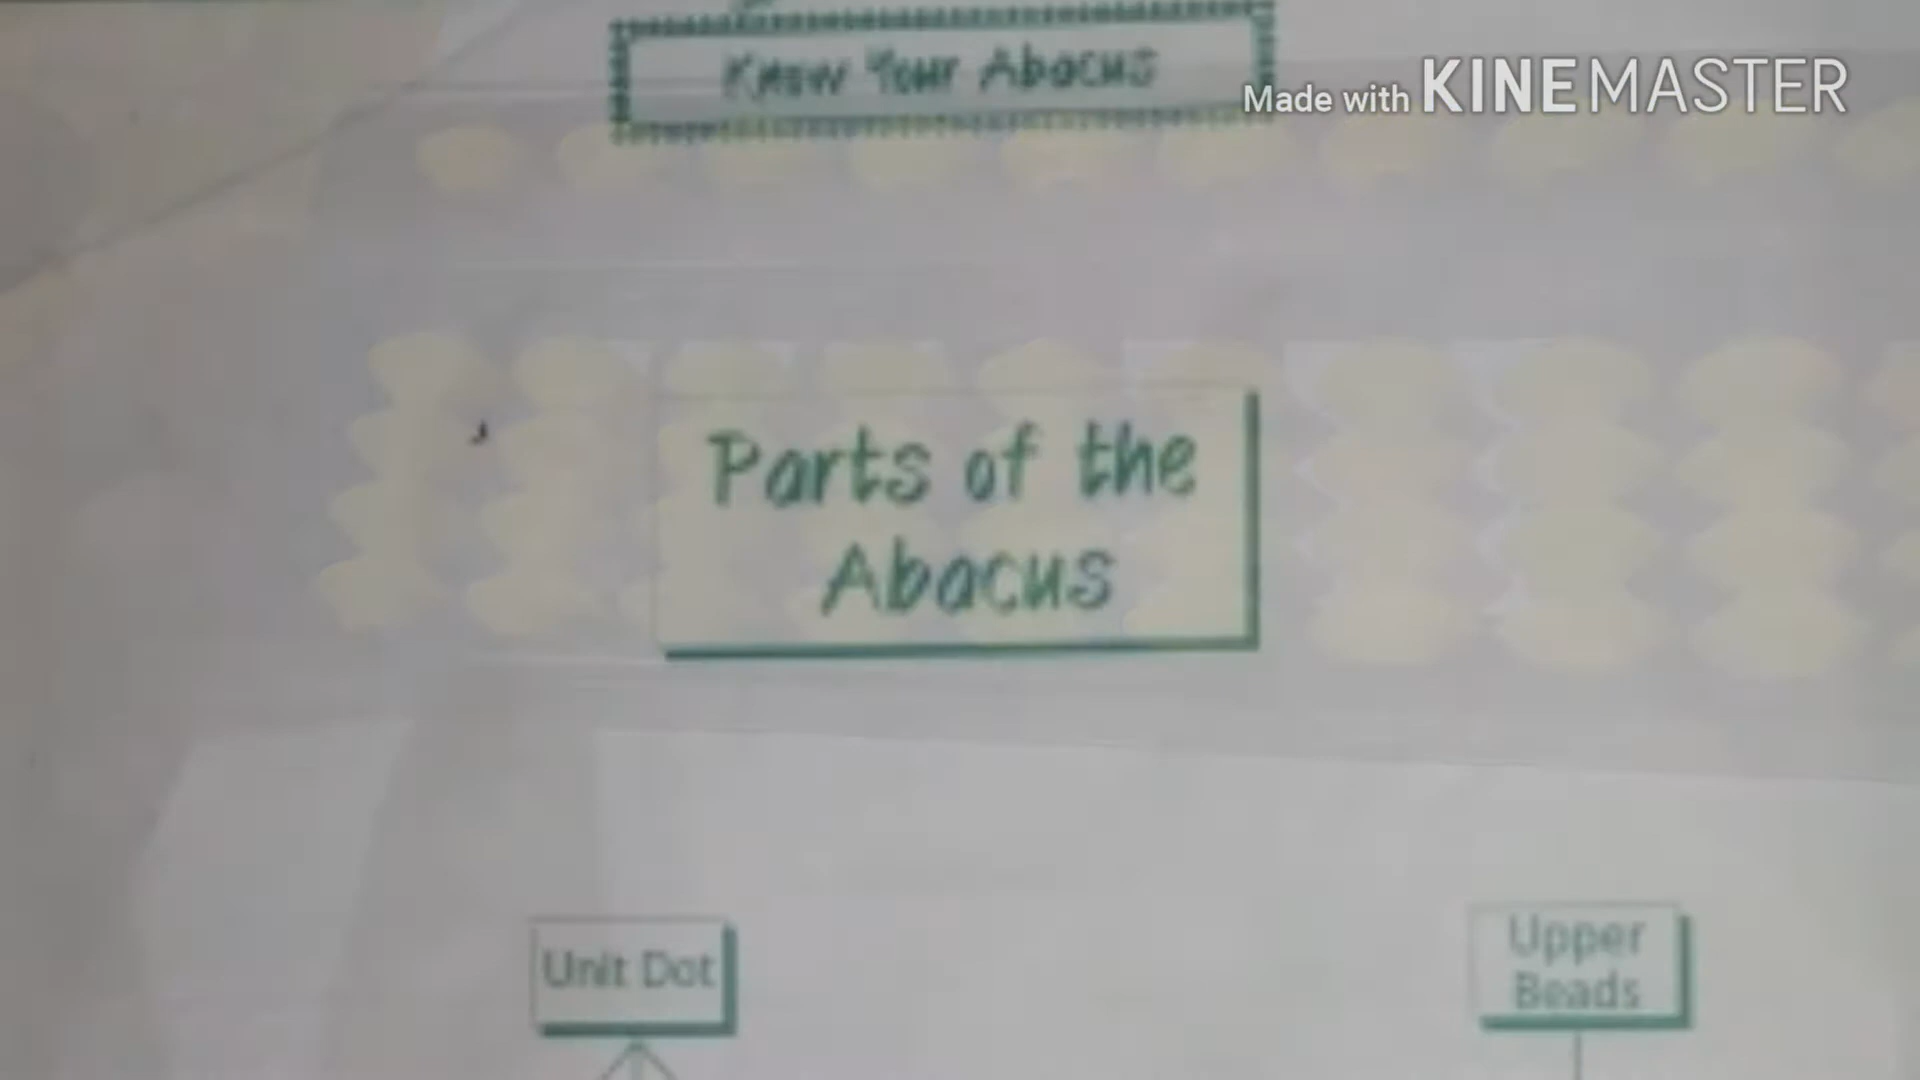 Know Your Abacus
Made with KINEMASTER
Parts of the
Abacus
Unit Dot
Upper
Beads